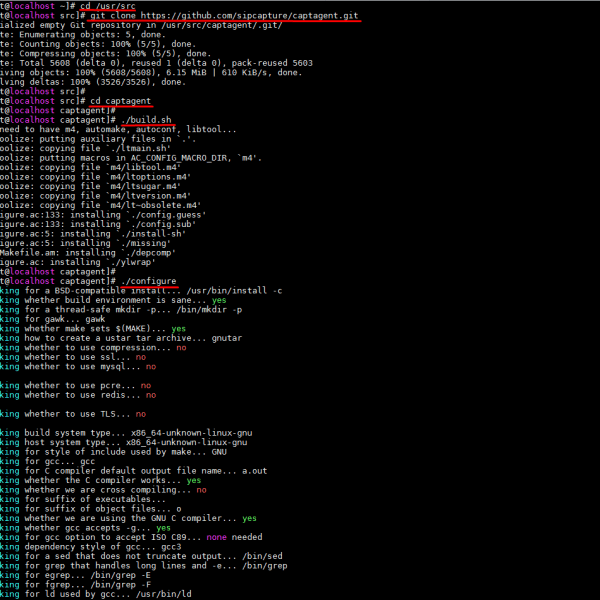 t@localhost ~]# cd /usr/src
t@localhost src]# git clone https://github.com/sipcapture/captagent.git
ialized empty Git repository in /usr/src/captagent/.git/
te: Enumerating objects: 5, done.
te: Counting objects: 100% (5/5), done.
te: Compressing objects: 100% (5/5), done.
te: Total 5608 (delta 0), reused 1 (delta 0), pack-reused 5603
iving objects: 100% (5608/5608), 6.15 MiB | 610 KiB/s, done.
lving deltas: 100% (3526/3526), done.
t@localhost src]#
t@localhost src]# cd captagent
t@localhost captagent]#
t@localhost captagent]# ./build.sh
need to have m4, automake, autoconf, libtool...
oolize: putting auxiliary files in `.'.
oolize: copying file `./ltmain.sh'
oolize: putting macros in AC_CONFIG_MACRO_DIR, `m4'.
oolize: copying file `m4/libtool.m4'
oolize: copying file `m4/ltoptions.m4'
oolize: copying file `m4/ltsugar.m4'
oolize: copying file `m4/ltversion.m4'
oolize: copying file `m4/lt~obsolete.m4'
igure.ac:133: installing `./config.guess'
igure.ac:133: installing `./config.sub'
igure.ac:5: installing `./install-sh'
igure.ac:5: installing `./missing'
Makefile.am: installing `./depcomp'
igure.ac: installing `./ylwrap'
t@localhost captagent]#
t@localhost captagent]# ./configure
king for a BSD-compatible install... /usr/bin/install -c
king whether build environment is sane... yes
king for a thread-safe mkdir -p... /bin/mkdir -p
king for gawk... gawk
king whether make sets $(MAKE)... yes
king how to create a ustar tar archive... gnutar
king whether to use compression... no
king whether to use ssl... no
king whether to use mysql... no
king whether to use pcre... no
king whether to use redis... no
king whether to use TLS... no
king build system type... x86_64-unknown-linux-gnu
king host system type... x86_64-unknown-linux-gnu
king for style of include used by make... GNU
king for gcc... gcc
king for C compiler default output file name... a.out
king whether the C compiler works... yes
king whether we are cross compiling... no
king for suffix of executables...
king for suffix of object files... o
king whether we are using the GNU C compiler... yes
king whether gcc accepts -g... yes
king for gcc option to accept ISO C89... none needed
king dependency style of gcc... gcc3
king for a sed that does not truncate output... /bin/sed
king for grep that handles long lines and -e... /bin/grep
king for egrep... /bin/grep -E
king for fgrep... /bin/grep -F
king for ld used by gcc... /usr/bin/ld